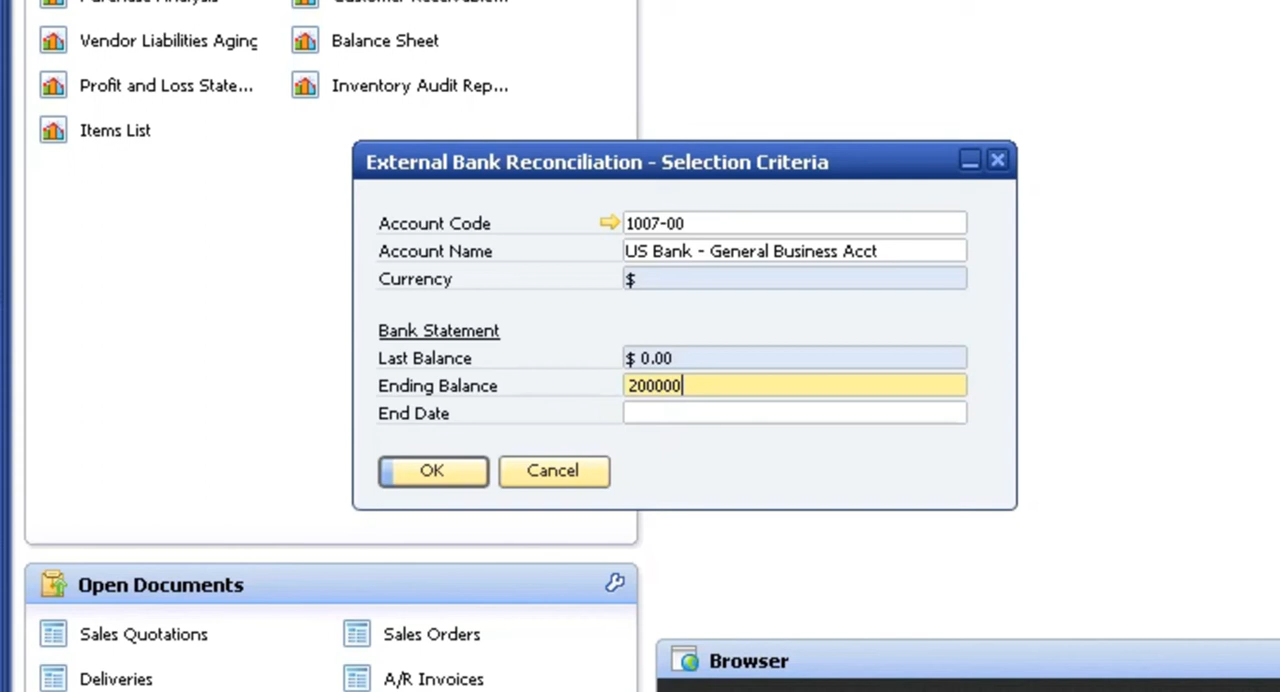 Vendor Liabilities Aging
Balance Sheet
Profit and Loss State...
Inventory Audit Rep...
Items List
External Bank Reconciliation - Selection Criteria
Account Code 1007-00
Account Name US Bank - General Business Acct
Currency $
Bank Statement
Last Balance $ 0.00
Ending Balance 200000
End Date
OK Cancel
Open Documents
Sales Quotations
Sales Orders
Deliveries
A/R Invoices
Browser